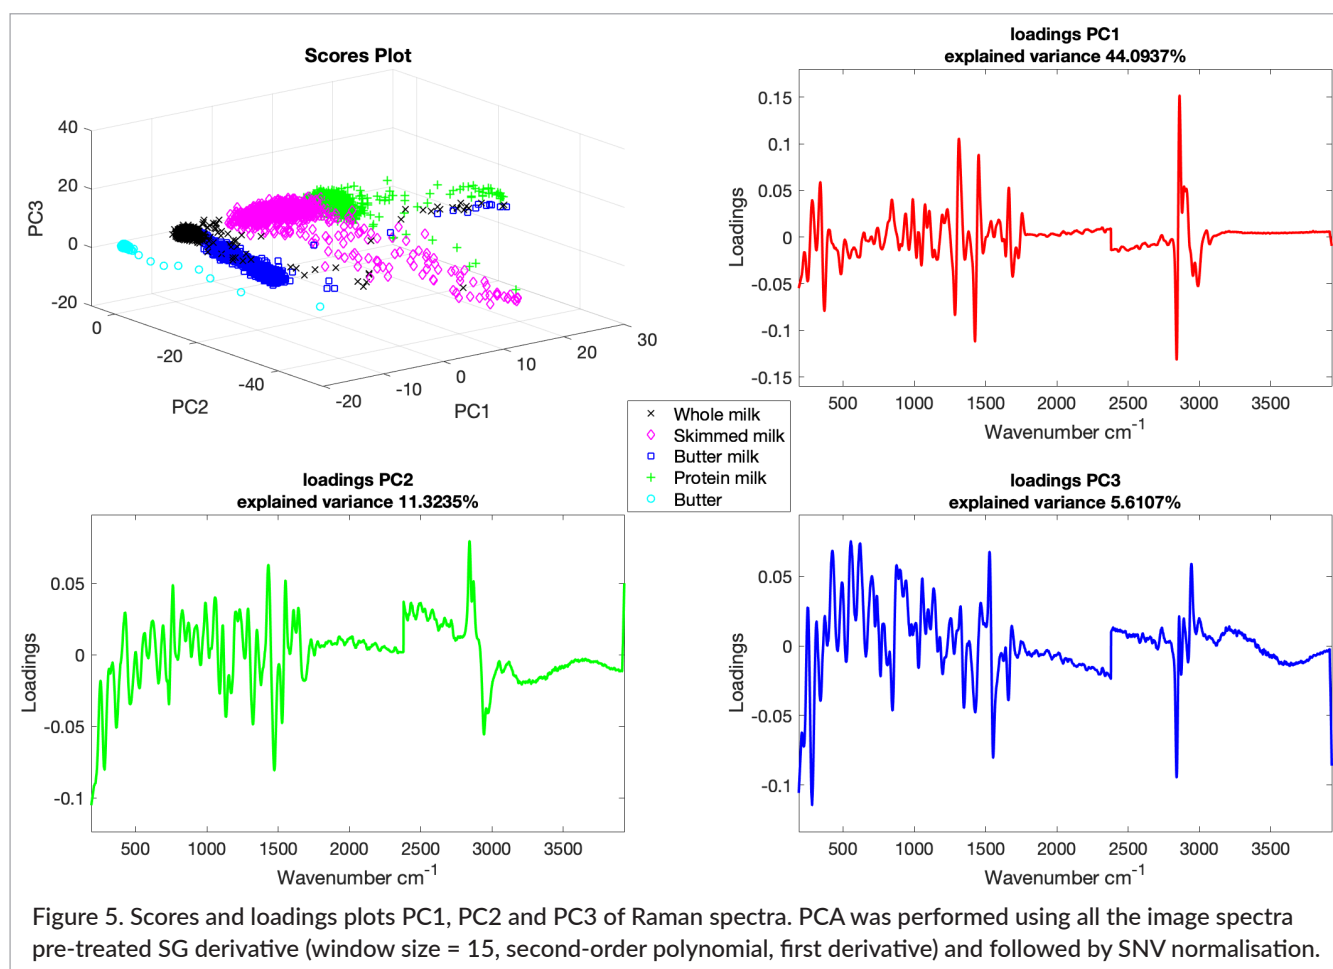 Scores Plot
40
20
0
-20
PC3
0
-20
-40
PC2
-20
-10
0
10
20
30
PC1
loadings PC1
explained variance 44.0937%
0.15
0.1
0.05
0
-0.05
-0.1
-0.15
Loadings
500 1000 1500 2000 2500 3000 3500
Wavenumber cm-1
Whole milk
Skimmed milk
Butter milk
Protein milk
Butter
loadings PC2
explained variance 11.3235%
0.05
0
-0.05
-0.1
Loadings
500 1000 1500 2000 2500 3000 3500
Wavenumber cm-1
loadings PC3
explained variance 5.6107%
0.05
0
-0.05
-0.1
Loadings
500 1000 1500 2000 2500 3000 3500
Wavenumber cm-1
Figure 5. Scores and loadings plots PC1, PC2 and PC3 of Raman spectra. PCA was performed using all the image spectra
pre-treated SG derivative (window size = 15, second-order polynomial, first derivative) and followed by SNV normalisation.